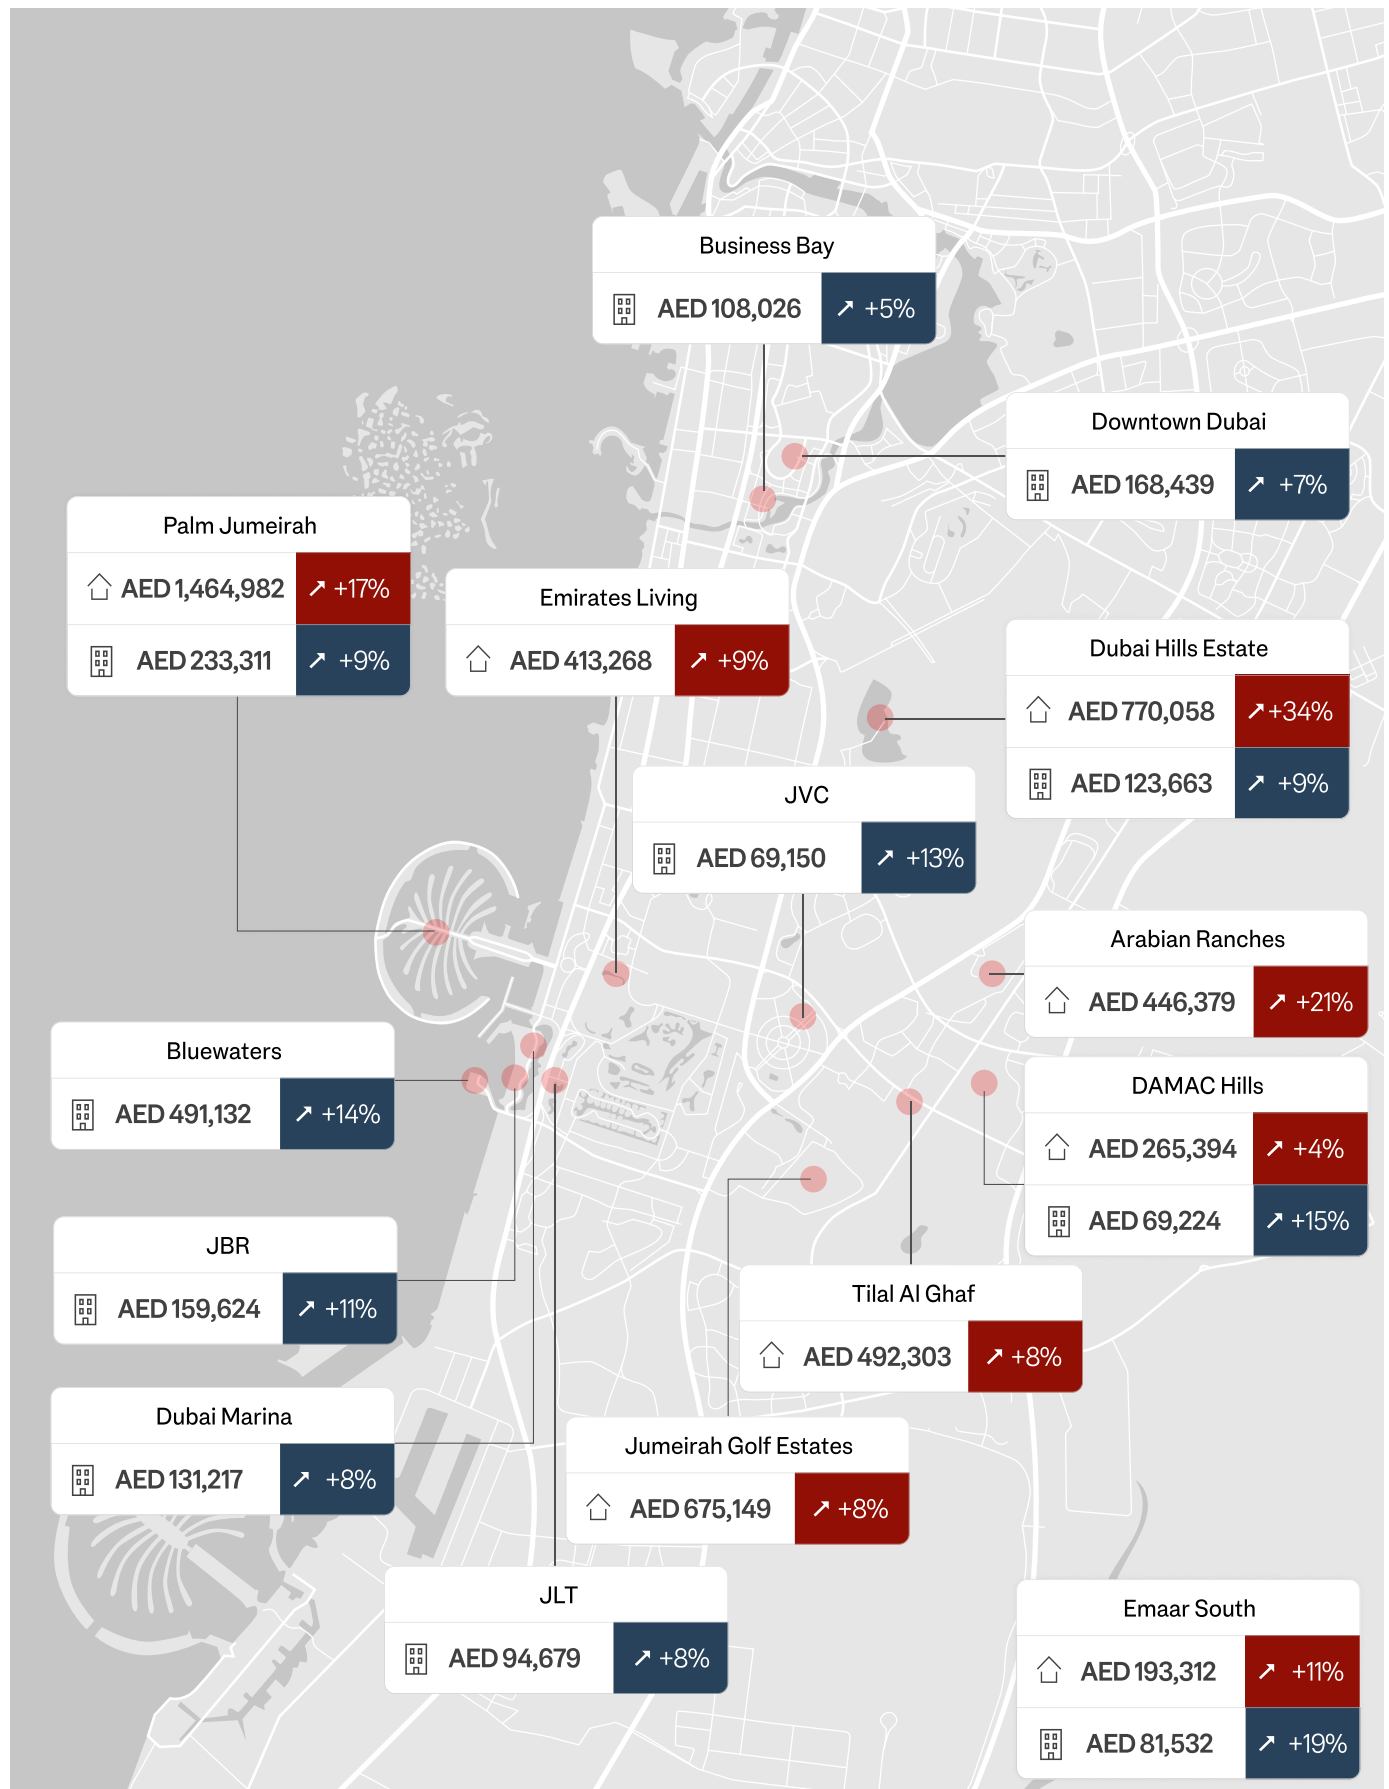 Business Bay
AED 108,026 +5%
Downtown Dubai
AED 168,439 +7%
Palm Jumeirah
AED 1,464,982 +17%
AED 233,311 +9%
Emirates Living
AED 413,268 +9%
Dubai Hills Estate
AED 770,058 +34%
AED 123,663 +9%
JVC
AED 69,150 +13%
Arabian Ranches
AED 446,379 +21%
Bluewaters
AED 491,132 +14%
DAMAC Hills
AED 265,394 +4%
AED 69,224 +15%
JBR
AED 159,624 +11%
Tilal Al Ghaf
AED 492,303 +8%
Dubai Marina
AED 131,217 +8%
Jumeirah Golf Estates
AED 675,149 +8%
JLT
AED 94,679 +8%
Emaar South
AED 193,312 +11%
AED 81,532 +19%